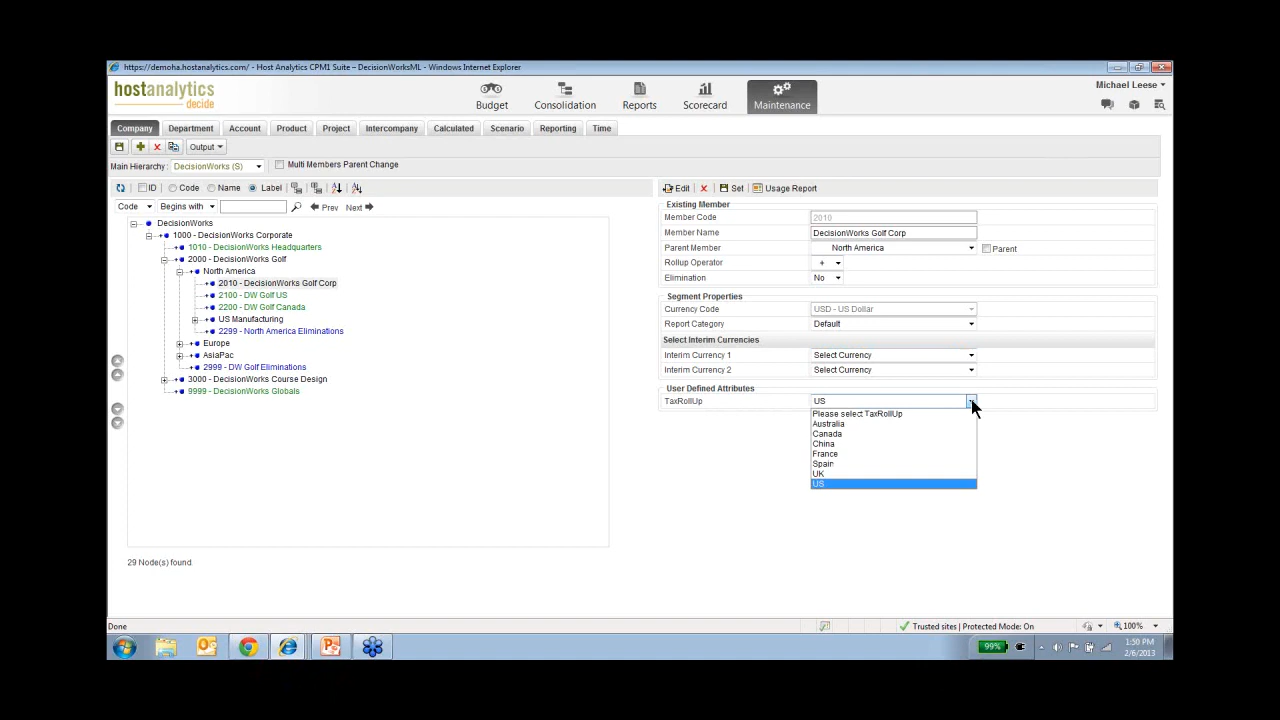 https://demoha.hostanalytics.com/ - Host Analytics CPM1 Suite – DecisionWorksML - Windows Internet Explorer
hostanalytics
decide
Budget Consolidation Reports Scorecard Maintenance
Michael Leese
Company Department Account Product Project Intercompany Calculated Scenario Reporting Time
Output
Main Hierarchy: DecisionWorks (S) Multi Members Parent Change
ID Code Name Label
Code Begins with Prev Next
DecisionWorks
1000 - DecisionWorks Corporate
1010 - DecisionWorks Headquarters
2000 - DecisionWorks Golf
North America
2010 - DecisionWorks Golf Corp
2100 - DW Golf US
2200 - DW Golf Canada
US Manufacturing
2299 - North America Eliminations
Europe
AsiaPac
2999 - DW Golf Eliminations
3000 - DecisionWorks Course Design
9999 - DecisionWorks Globals
29 Node(s) found
Edit Set Usage Report
Existing Member
Member Code 2010
Member Name DecisionWorks Golf Corp
Parent Member North America Parent
Rollup Operator +
Elimination No
Segment Properties
Currency Code USD - US Dollar
Report Category Default
Select Interim Currencies
Interim Currency 1 Select Currency
Interim Currency 2 Select Currency
User Defined Attributes
TaxRollUp US
Please select TaxRollUp
Australia
Canada
China
France
Spain
UK
US
Done Trusted sites | Protected Mode: On 100%
99% 1:50 PM
2/6/2013